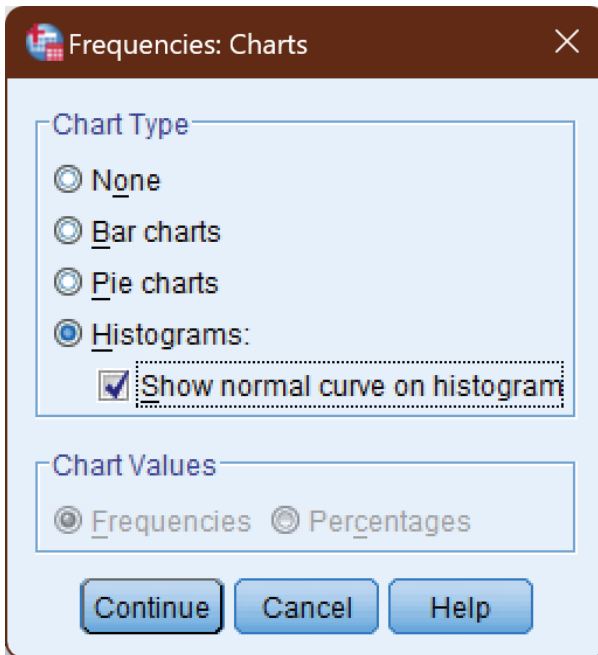 Frequencies: Charts
Chart Type
None
Bar charts
Pie charts
Histograms:
Show normal curve on histogram
Chart Values
Frequencies Percentages
Continue Cancel Help